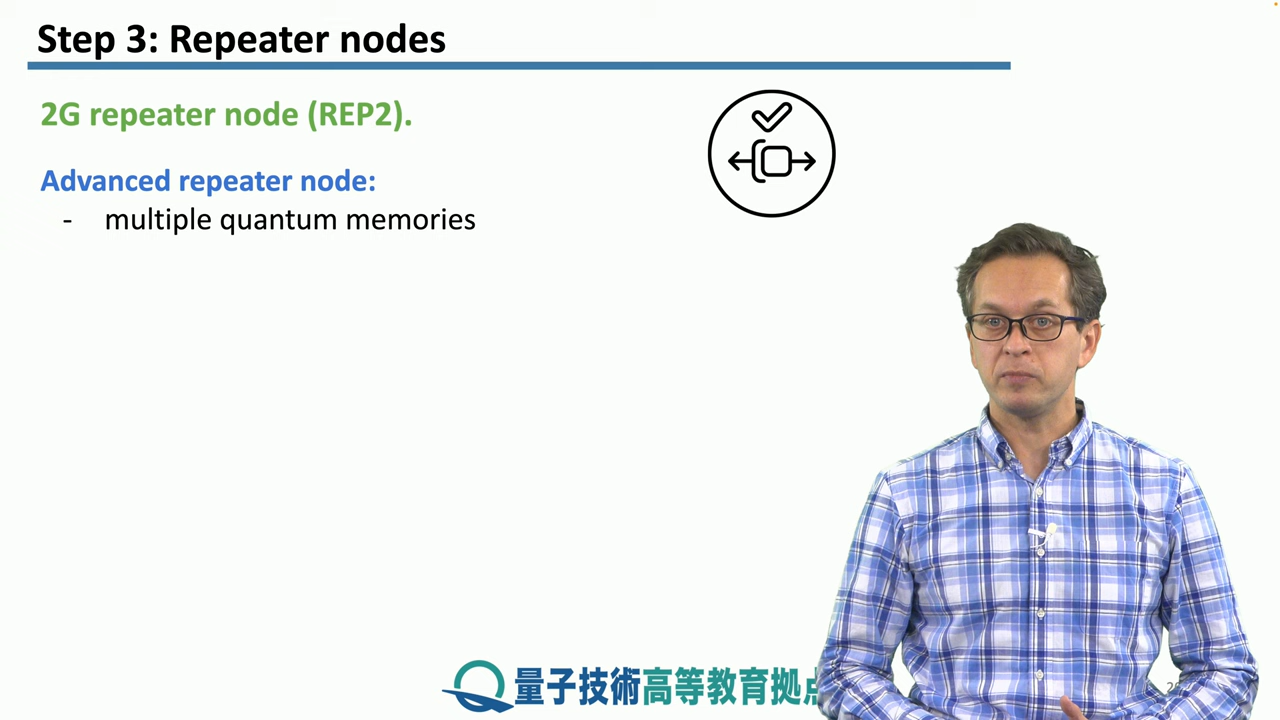 Step 3: Repeater nodes
2G repeater node (REP2).
Advanced repeater node:
- multiple quantum memories
量子技術高等教育拠点